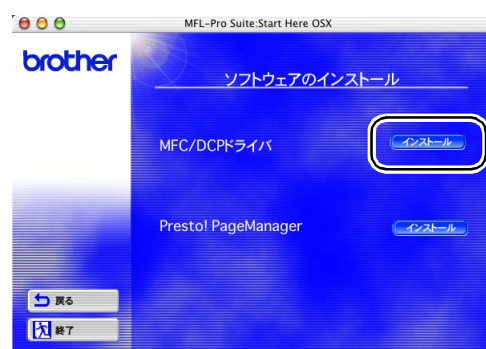 MFL-Pro Suite:Start Here OSX
brother
ソフトウェアのインストール
MFC/DCPドライバ
インストール
Presto! PageManager
インストール
戻る
終了